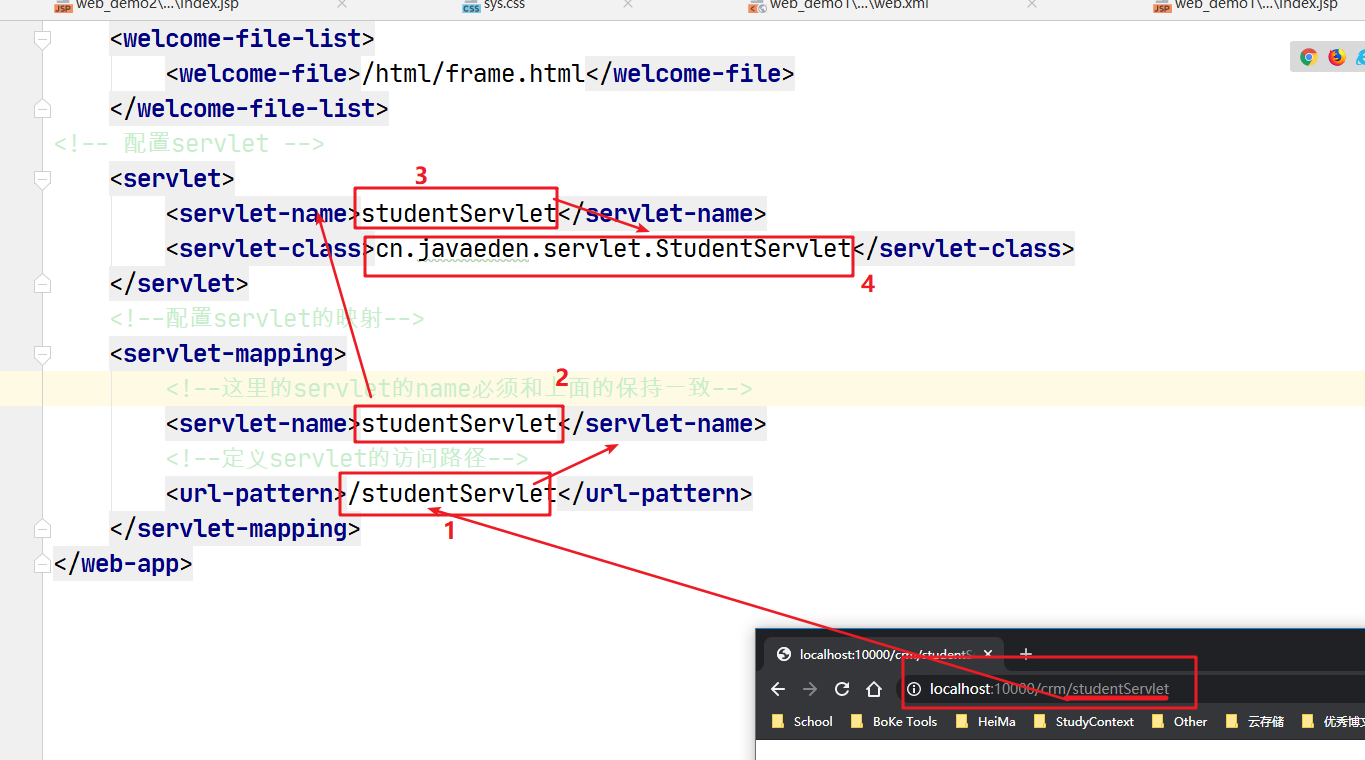 web_demo2\...\index.jsp
sys.css
web_demo1\...\web.xml
web_demo1\...\index.jsp
<welcome-file-list>
<welcome-file>/html/frame.html</welcome-file>
</welcome-file-list>
<!-- 配置servlet -->
<servlet>
3
<servlet-name>studentServlet</servlet-name>
<servlet-class>cn.javaeden.servlet.StudentServlet</servlet-class>
4
</servlet>
<!--配置servlet的映射-->
<servlet-mapping>
2
<!--这里的servlet的name必须和上面的保持一致-->
<servlet-name>studentServlet</servlet-name>
<!--定义servlet的访问路径-->
<url-pattern>/studentServlet</url-pattern>
1
</servlet-mapping>
</web-app>
localhost:10000/crm/studentS
localhost:10000/crm/studentServlet
School BoKe Tools HeiMa StudyContext Other 云存储 优秀博文